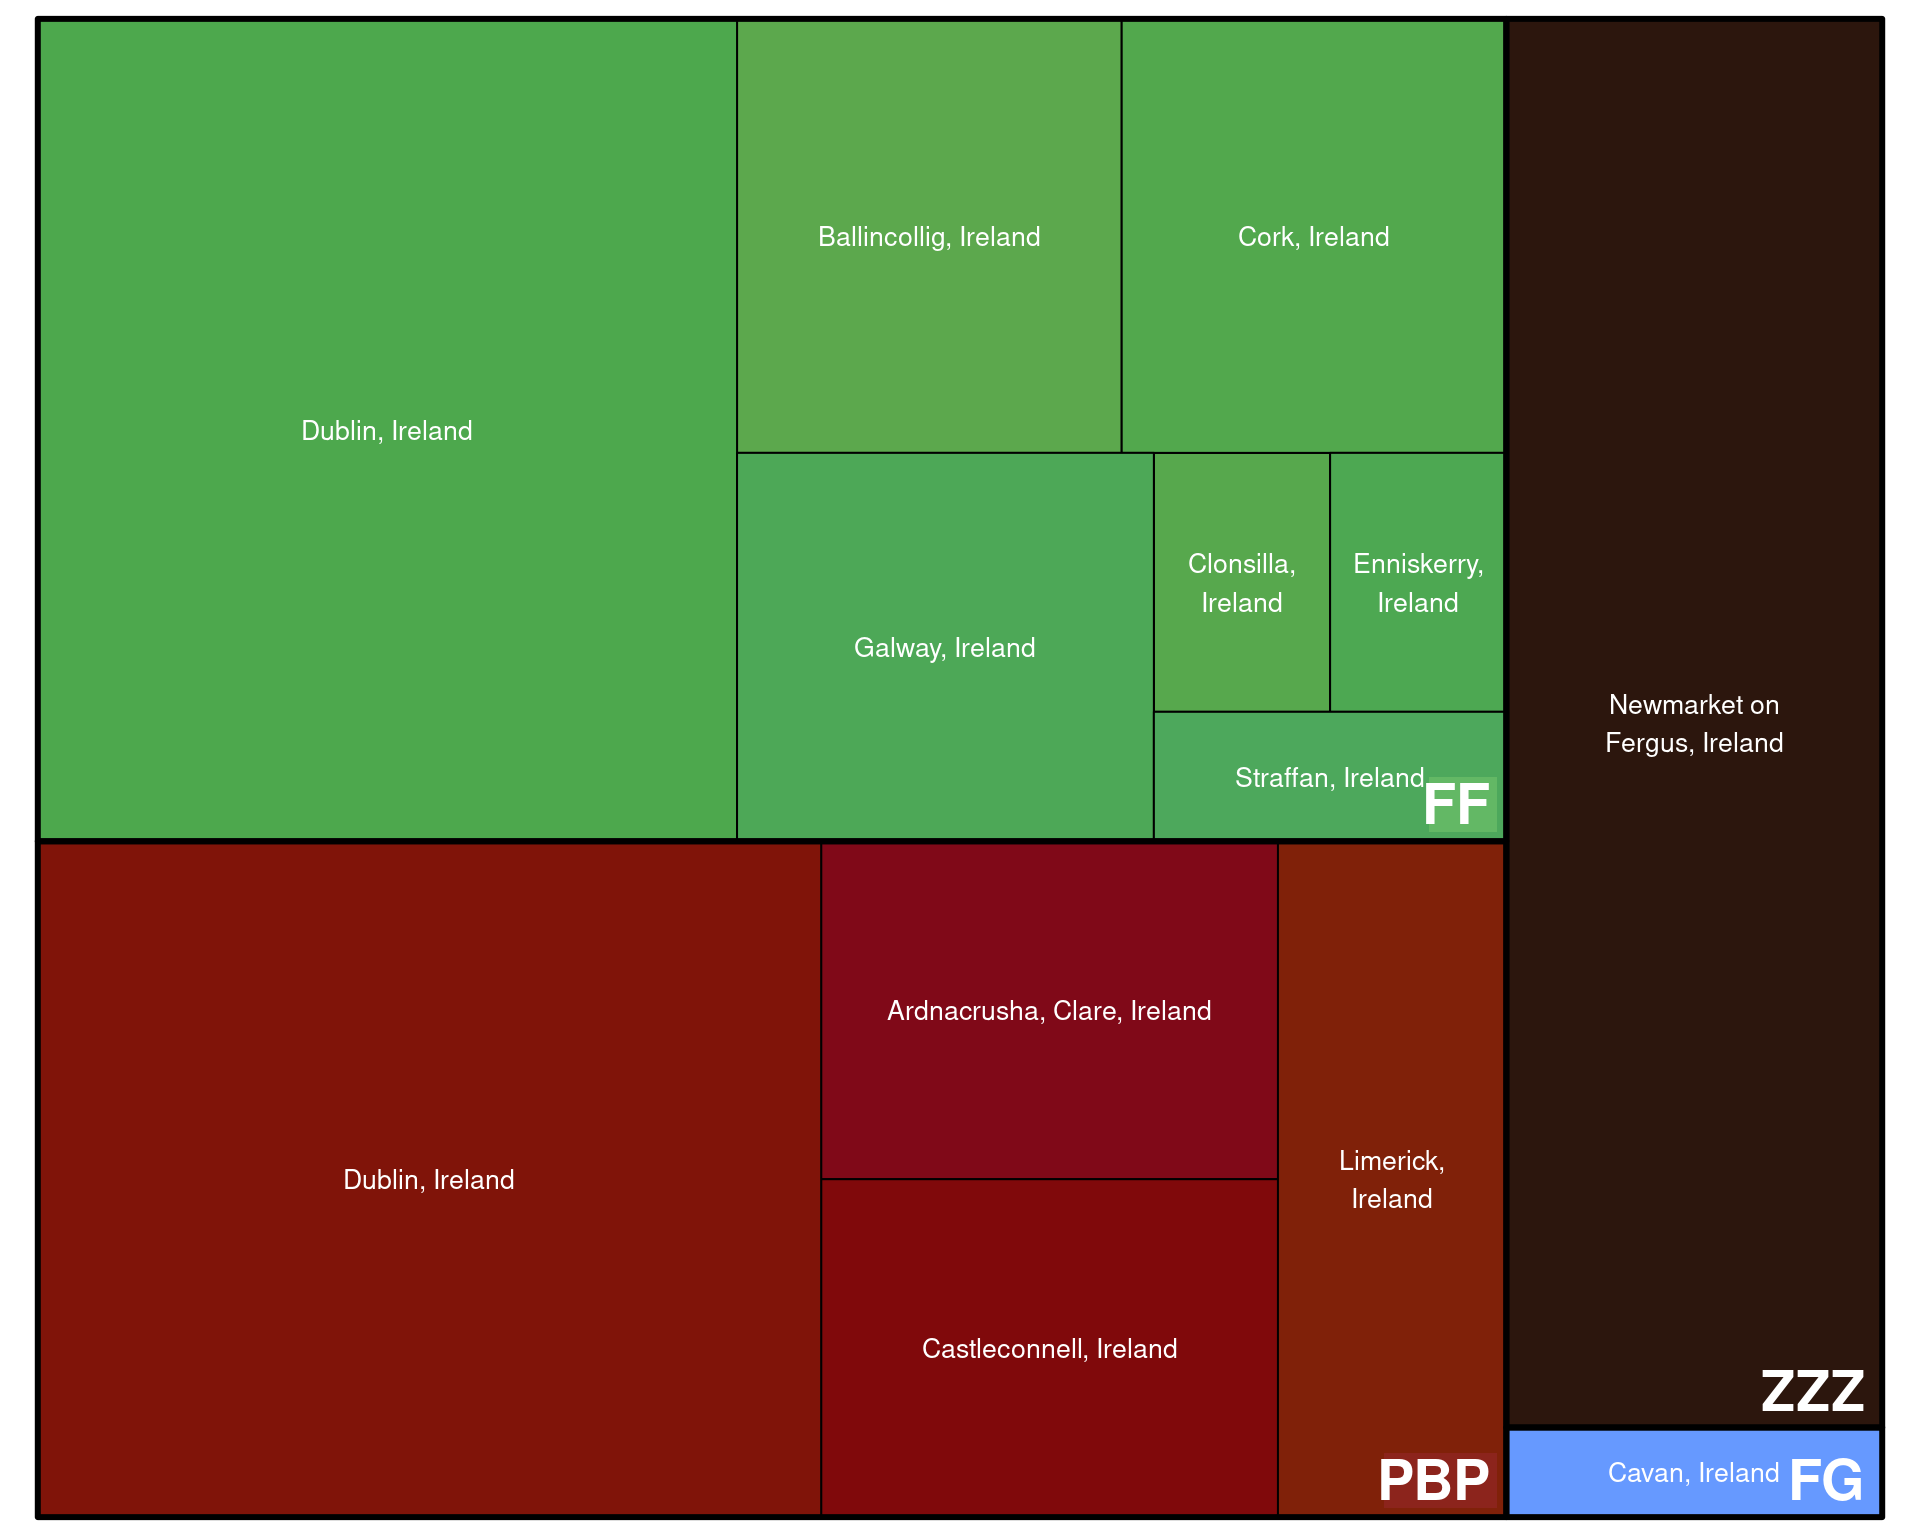 Dublin, Ireland
Ballincollig, Ireland
Cork, Ireland
Galway, Ireland
Clonsilla,
Ireland
Enniskerry,
Ireland
Straffan, Ireland
FF
Dublin, Ireland
Ardnacrusha, Clare, Ireland
Castleconnell, Ireland
Limerick,
Ireland
PBP
Newmarket on
Fergus, Ireland
ZZZ
Cavan, Ireland
FG